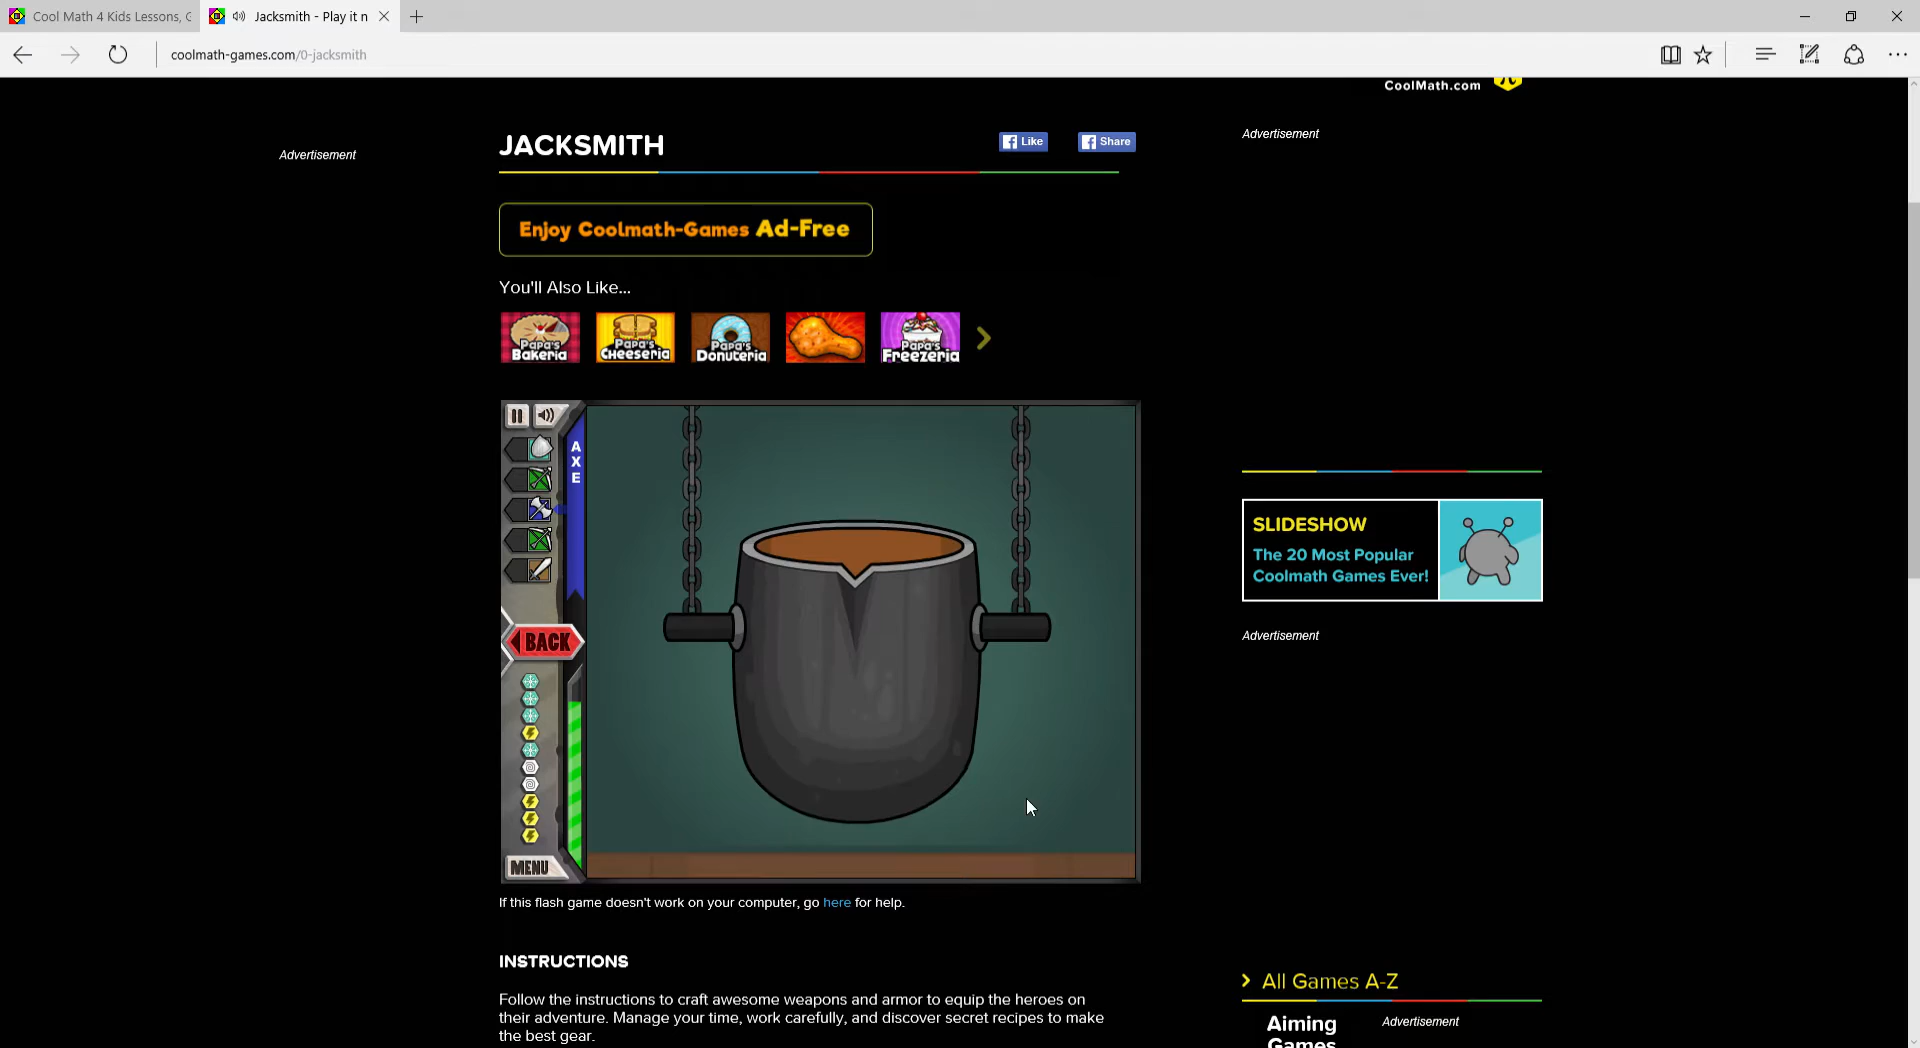 Cool Math 4 Kids Lessons, G
Jacksmith - Play it n
coolmath-games.com/0-jacksmith
CoolMath.com
Advertisement
JACKSMITH
Like
Share
Advertisement
Enjoy Coolmath-Games Ad-Free
You'll Also Like...
Papa's Bakeria
Papa's Cheeseria
Papa's Donuteria
Papa's Freezeria
AXE
BACK
MENU
SLIDESHOW
The 20 Most Popular
Coolmath Games Ever!
Advertisement
If this flash game doesn't work on your computer, go here for help.
INSTRUCTIONS
Follow the instructions to craft awesome weapons and armor to equip the heroes on
their adventure. Manage your time, work carefully, and discover secret recipes to make
the best gear.
All Games A-Z
Aiming
Games
Advertisement